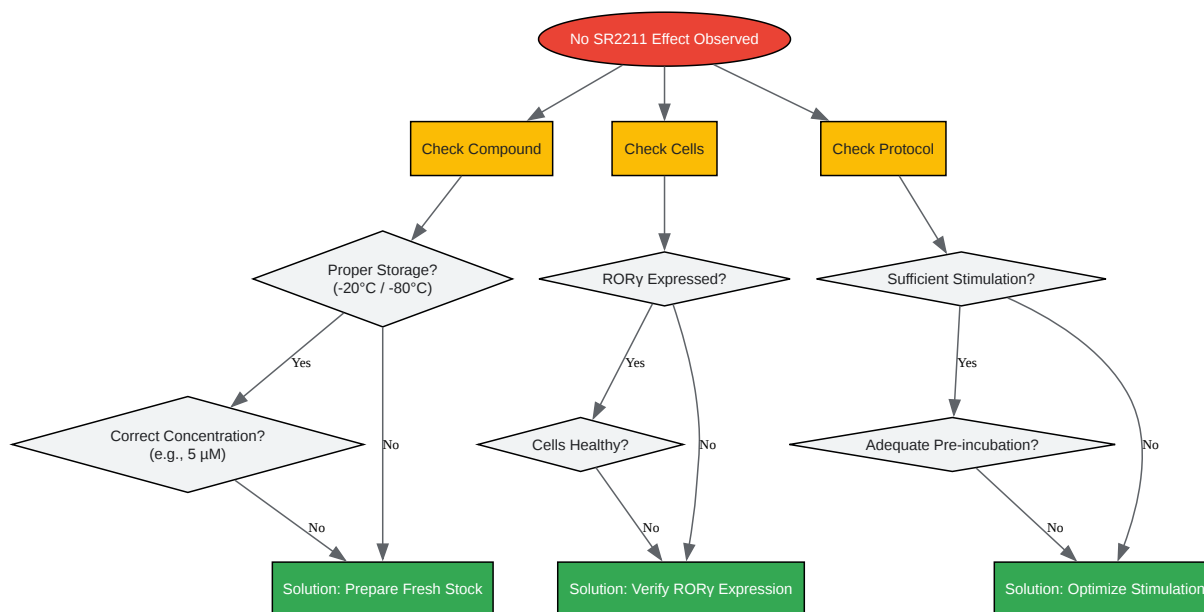 No SR2211 Effect Observed
Check Compound
Check Cells
Check Protocol
Proper Storage?
(-20°C / -80°C)
RORγ Expressed?
Sufficient Stimulation?
Yes
Yes
Yes
Correct Concentration?
(e.g., 5 µM)
No
Cells Healthy?
No
Adequate Pre-incubation?
No
No
No
No
Solution: Prepare Fresh Stock
Solution: Verify RORγ Expression
Solution: Optimize Stimulation